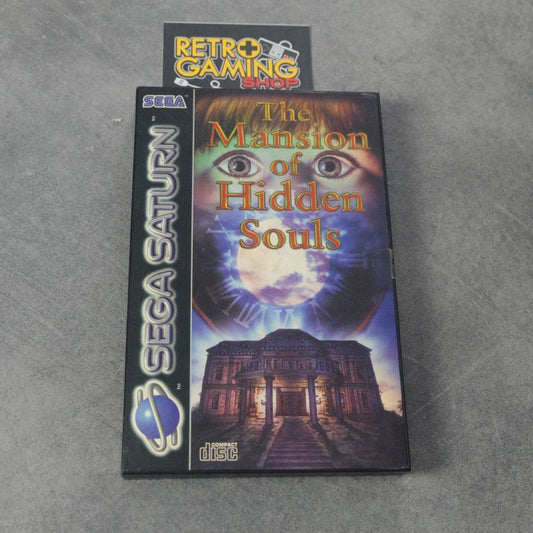 RETRO
GAMING
SHOP
SEGA
SEGA SATURN
The
Mansion
of
Hidden
Souls
COMPACT
disc